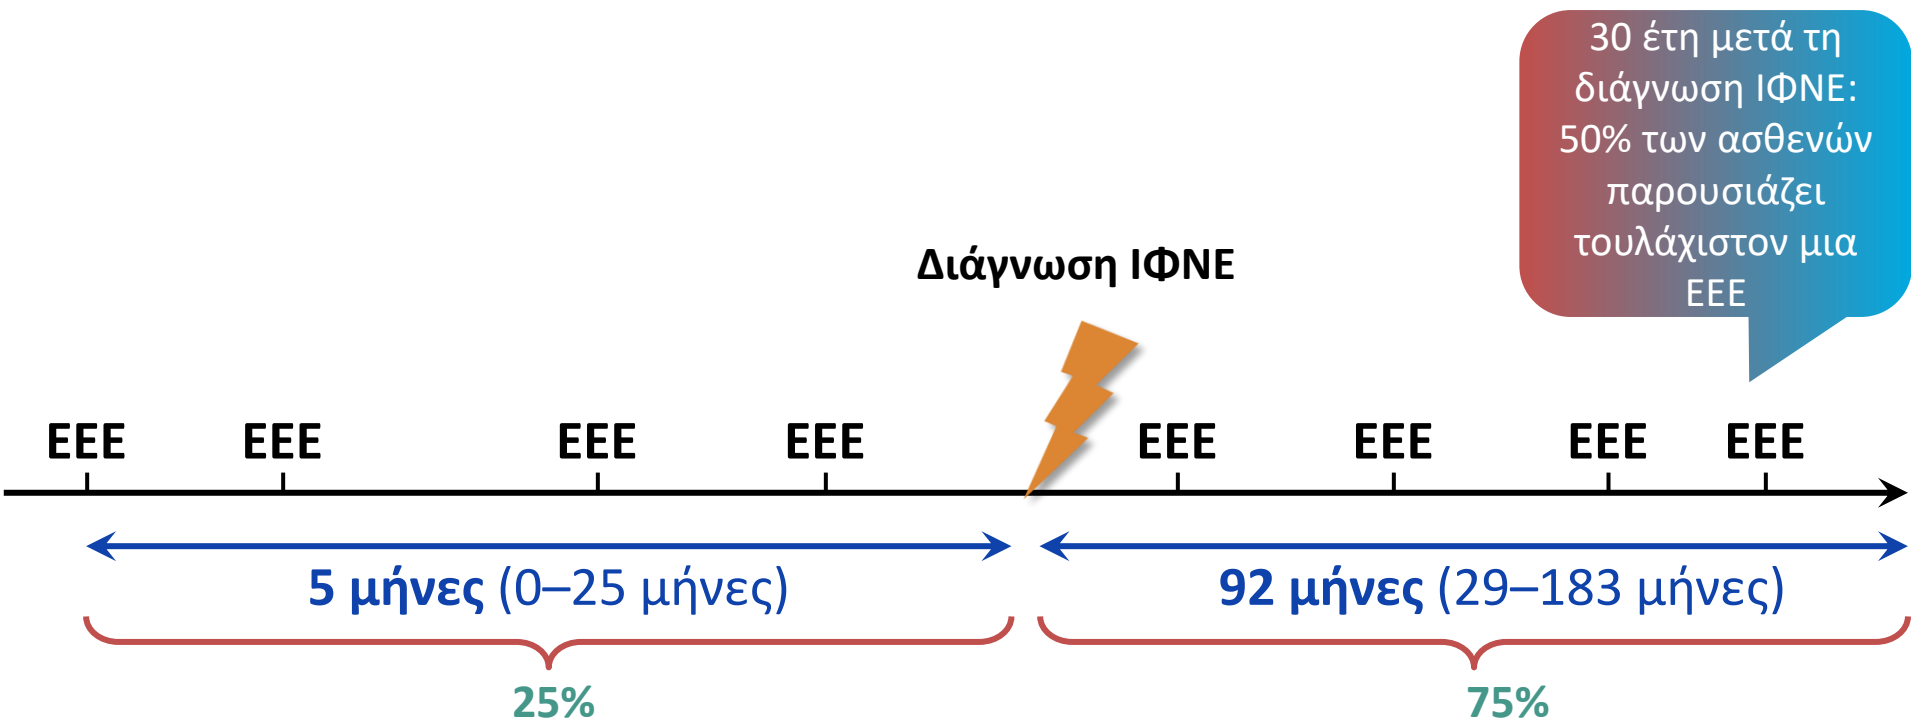 30 έτη μετά τη
διάγνωση ΙΦΝΕ:
50% των ασθενών
παρουσιάζει
τουλάχιστον μια
ΕΕΕ
Διάγνωση ΙΦΝΕ
ΕΕΕ ΕΕΕ ΕΕΕ ΕΕΕ ΕΕΕ ΕΕΕ ΕΕΕ ΕΕΕ
5 μήνες (0–25 μήνες) 92 μήνες (29–183 μήνες)
25% 75%